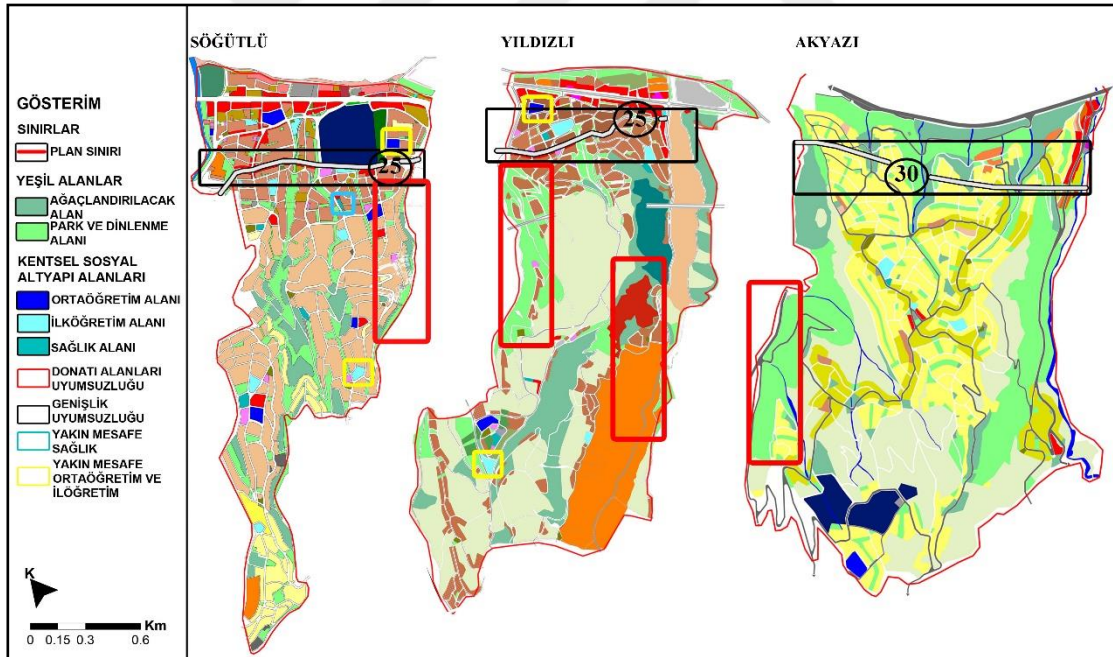 SÖĞÜTLÜ
YILDIZLI
AKYAZI
GÖSTERİM
SINIRLAR
PLAN SINIRI
YEŞİL ALANLAR
AĞAÇLANDIRILACAK
ALAN
PARK VE DİNLENME
ALANI
KENTSEL SOSYAL
ALTYAPI ALANLARI
ORTAÖĞRETİM ALANI
İLKÖĞRETİM ALANI
SAĞLIK ALANI
DONATI ALANLARI
UYUMSUZLUĞU
GENİŞLİK
UYUMSUZLUĞU
YAKIN MESAFE
SAĞLIK
YAKIN MESAFE
ORTAÖĞRETİM VE
İLÖĞRETİM
K
Km
0 0.15 0.3 0.6
25
25
30